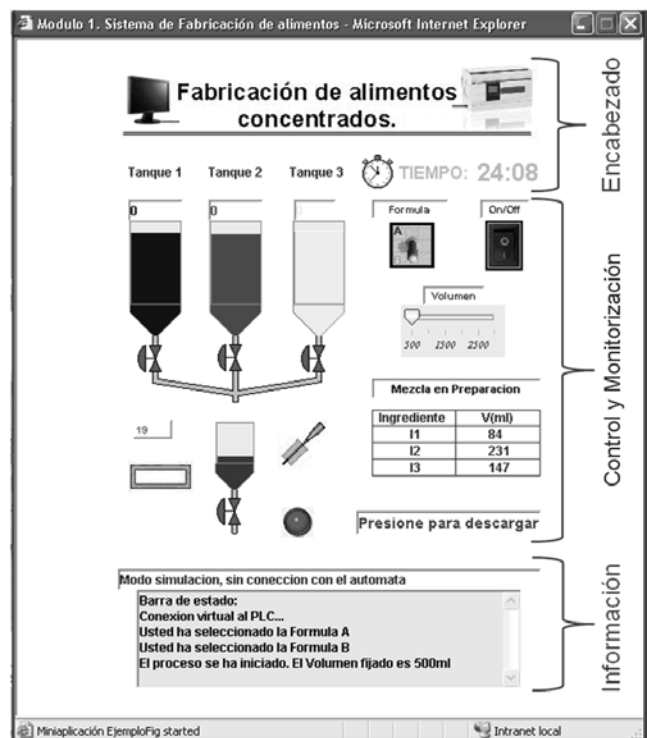 Modulo 1. Sistema de Fabricación de alimentos - Microsoft Internet Explorer
Fabricación de alimentos
concentrados.
Tanque 1 Tanque 2 Tanque 3 TIEMPO: 24:08
0 0 0 Formula On/Off
A
B
Volumen
500 1500 2500
Mezcla en Preparacion
Ingrediente V(ml)
I1 84
I2 231
I3 147
19
Presione para descargar
Modo simulacion, sin coneccion con el automata
Barra de estado:
Conexion virtual al PLC...
Usted ha seleccionado la Formula A
Usted ha seleccionado la Formula B
El proceso se ha iniciado. El Volumen fijado es 500ml
Miniaplicación EjemploFig started Intranet local
Encabezado
Control y Monitorización
Información